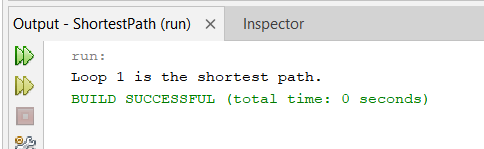 Output - ShortestPath (run) ×
Inspector
run:
Loop 1 is the shortest path.
BUILD SUCCESSFUL (total time: 0 seconds)